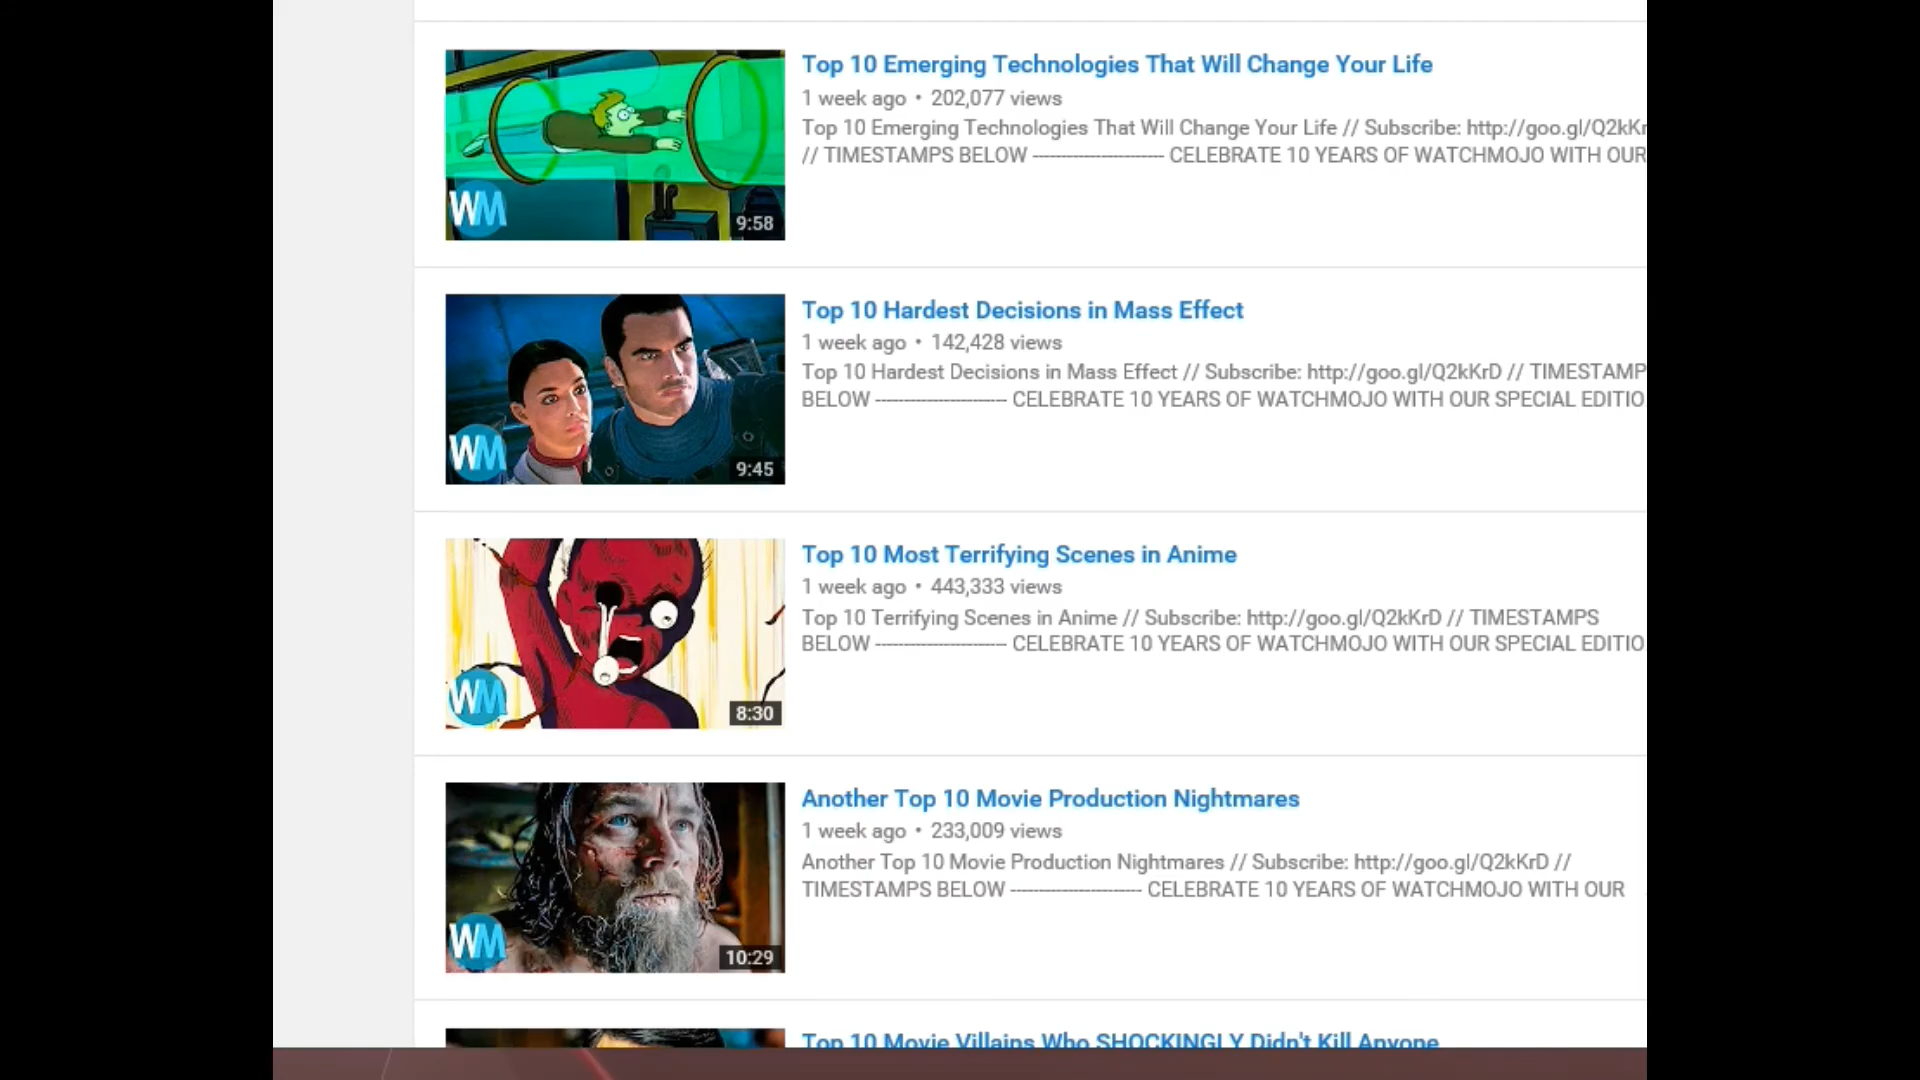 Top 10 Emerging Technologies That Will Change Your Life
1 week ago • 202,077 views
Top 10 Emerging Technologies That Will Change Your Life // Subscribe: http://goo.gl/Q2kKr
// TIMESTAMPS BELOW ------------------------ CELEBRATE 10 YEARS OF WATCHMOJO WITH OUR
WM
9:58
Top 10 Hardest Decisions in Mass Effect
1 week ago • 142,428 views
Top 10 Hardest Decisions in Mass Effect // Subscribe: http://goo.gl/Q2kKrD // TIMESTAMP
BELOW ------------------------ CELEBRATE 10 YEARS OF WATCHMOJO WITH OUR SPECIAL EDITIO
WM
9:45
Top 10 Most Terrifying Scenes in Anime
1 week ago • 443,333 views
Top 10 Terrifying Scenes in Anime // Subscribe: http://goo.gl/Q2kKrD // TIMESTAMPS
BELOW ------------------------ CELEBRATE 10 YEARS OF WATCHMOJO WITH OUR SPECIAL EDITIO
WM
8:30
Another Top 10 Movie Production Nightmares
1 week ago • 233,009 views
Another Top 10 Movie Production Nightmares // Subscribe: http://goo.gl/Q2kKrD //
TIMESTAMPS BELOW ------------------------ CELEBRATE 10 YEARS OF WATCHMOJO WITH OUR
WM
10:29
Top 10 Movie Villains Who SHOCKINGLY Didn't Kill Anyone